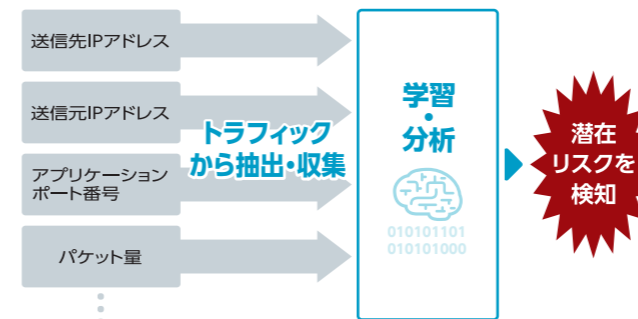 送信先IPアドレス
送信元IPアドレス
アプリケーション
ポート番号
パケット量
トラフィック
から抽出・収集
学習
・
分析
010101101
010101000
潜在
リスクを
検知